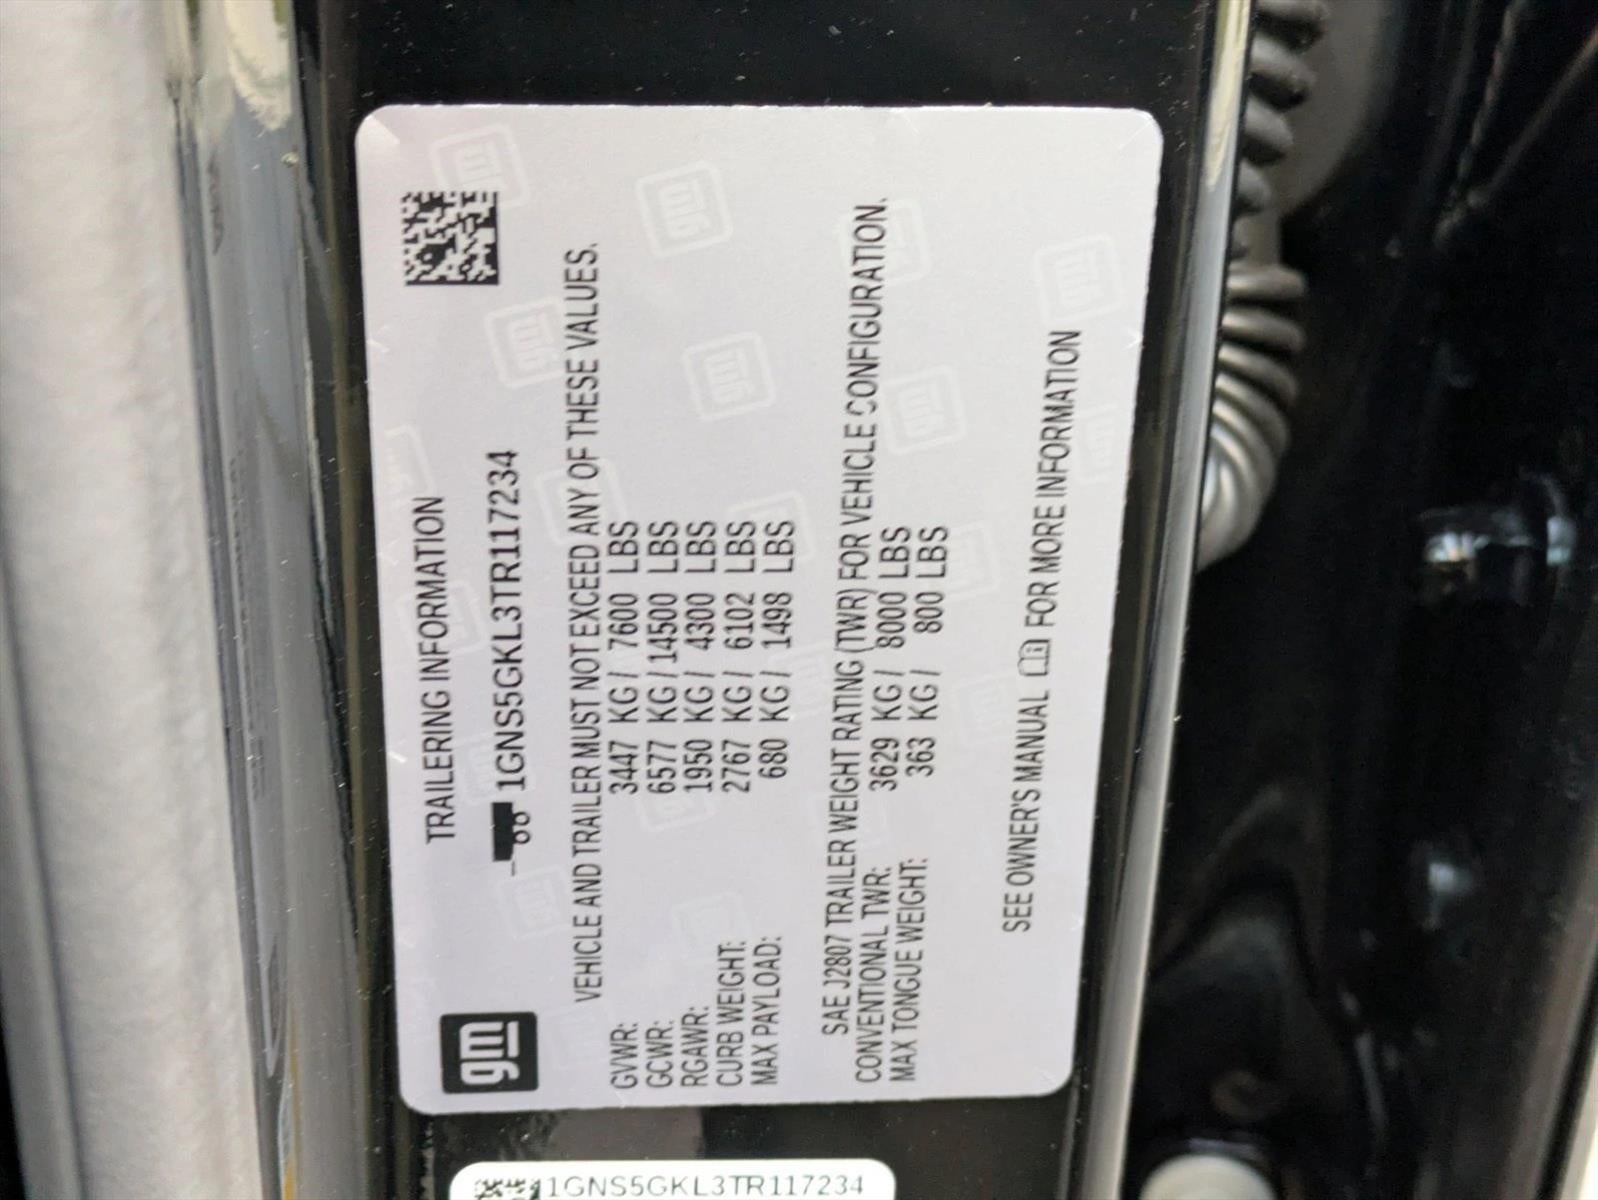 gm
TRAILERING INFORMATION
1GNS5GKL3TR117234
VEHICLE AND TRAILER MUST NOT EXCEED ANY OF THESE VALUES.
GVWR: 3447 KG / 7600 LBS
GCWR: 6577 KG / 14500 LBS
RGAWR: 1950 KG / 4300 LBS
CURB WEIGHT: 2767 KG / 6102 LBS
MAX PAYLOAD: 680 KG / 1498 LBS
SAE J2807 TRAILER WEIGHT RATING (TWR) FOR VEHICLE CONFIGURATION.
CONVENTIONAL TWR: 3629 KG / 8000 LBS
MAX TONGUE WEIGHT: 363 KG / 800 LBS
SEE OWNER'S MANUAL FOR MORE INFORMATION
1GNS5GKL3TR117234